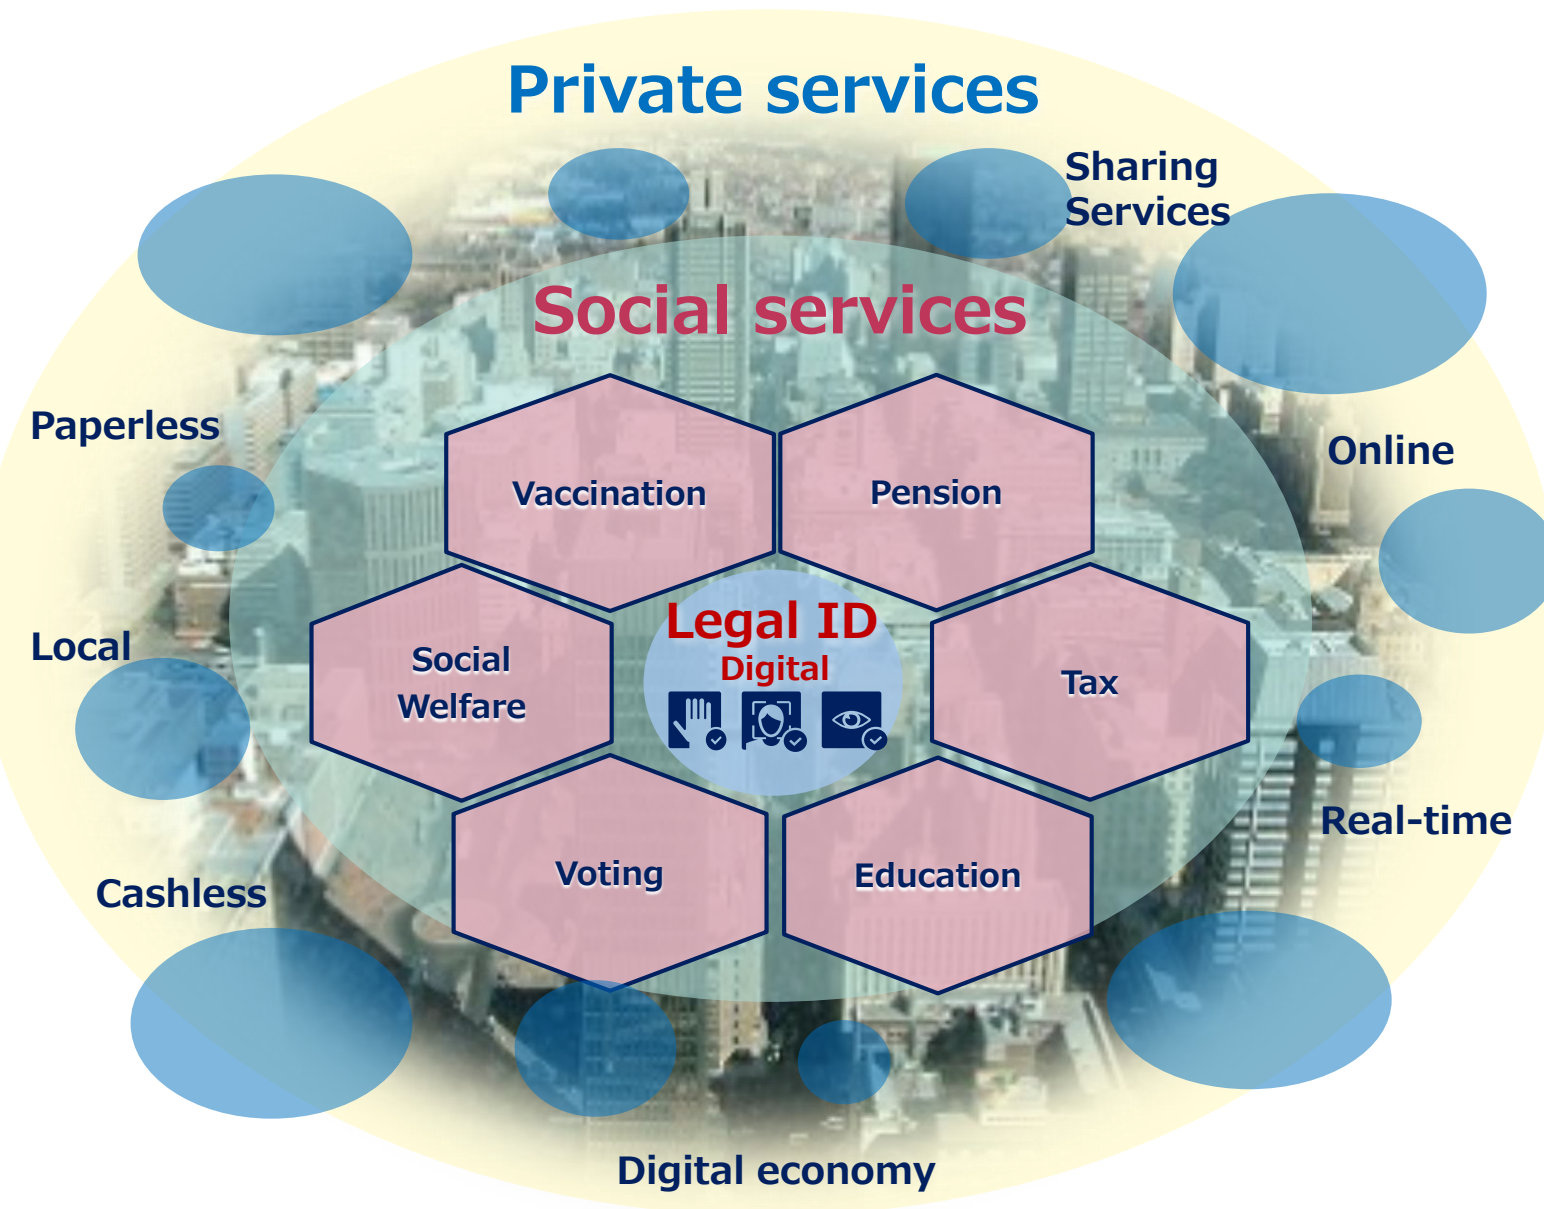 Private services
Sharing
Services
Social services
Paperless
Online
Vaccination
Pension
Legal ID
Digital
Local
Social
Welfare
Tax
Real-time
Voting
Education
Cashless
Digital economy